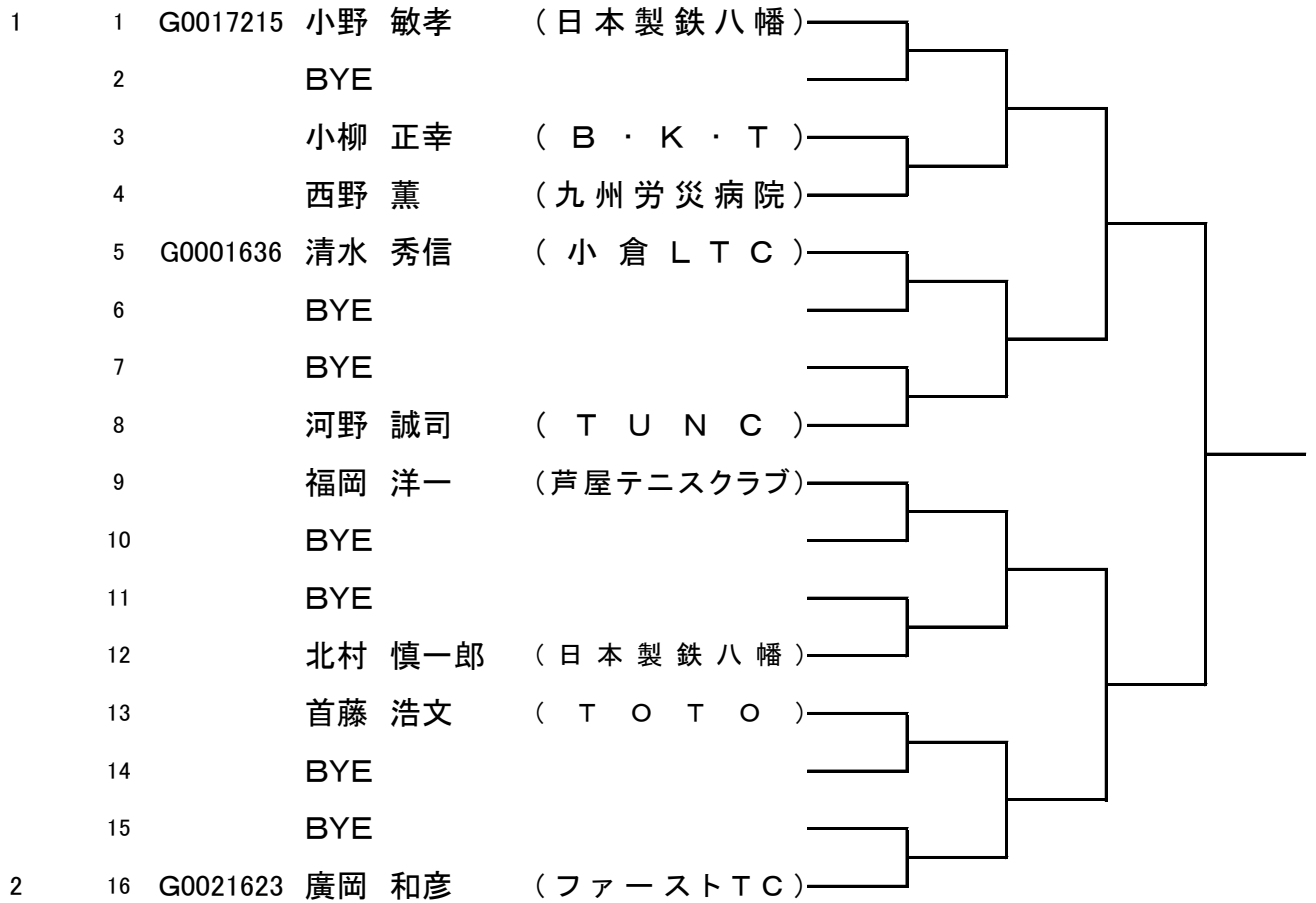 1 1 G0017215 小野 敏孝 (日本製鉄八幡)
2 BYE
3 小柳 正幸 (B・K・T)
4 西野 薫 (九州労災病院)
5 G0001636 清水 秀信 (小倉LTC)
6 BYE
7 BYE
8 河野 誠司 (TUNC)
9 福岡 洋一 (芦屋テニスクラブ)
10 BYE
11 BYE
12 北村 慎一郎 (日本製鉄八幡)
13 首藤 浩文 (TOTO)
14 BYE
15 BYE
2 16 G0021623 廣岡 和彦 (ファーストTC)